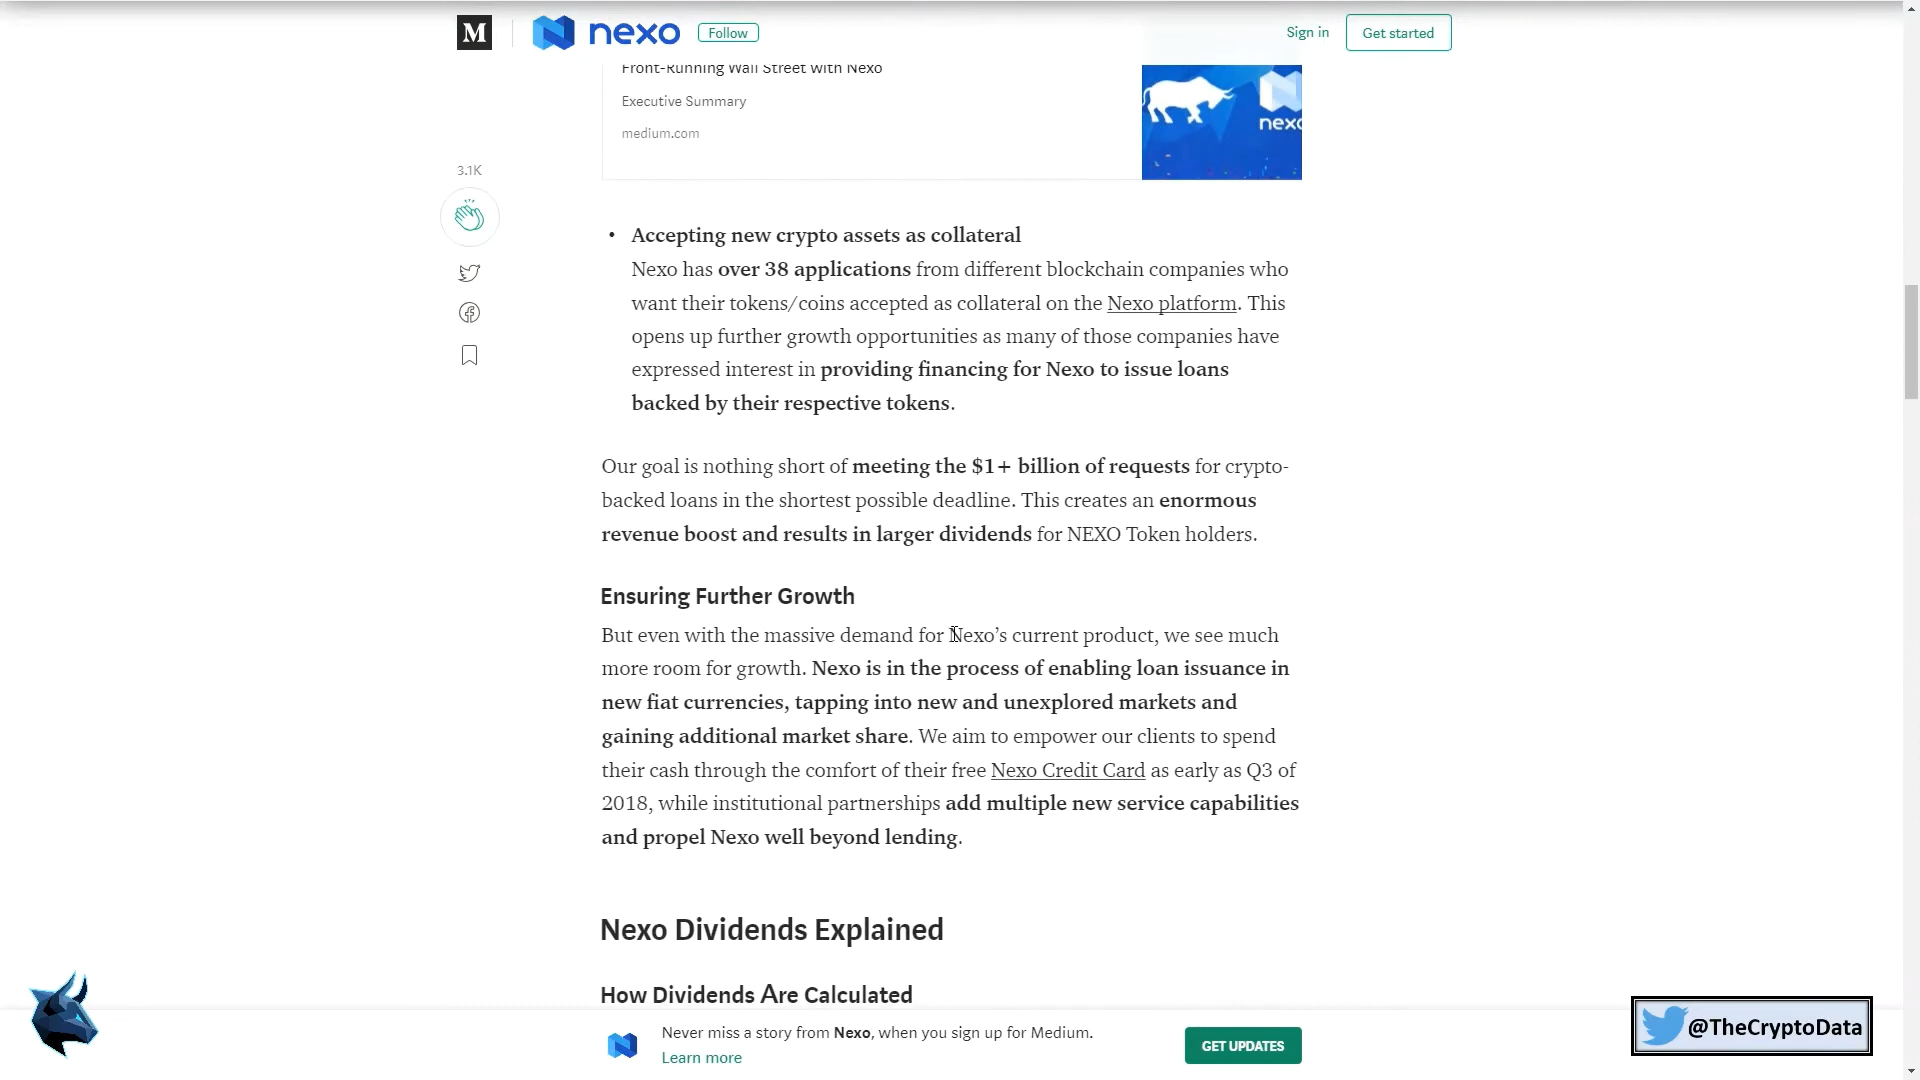 M
nexo
Follow
Sign in
Get started
Front-Running Wall Street with Nexo
Executive Summary
medium.com
nexo
3.1K
• Accepting new crypto assets as collateral
Nexo has over 38 applications from different blockchain companies who
want their tokens/coins accepted as collateral on the Nexo platform. This
opens up further growth opportunities as many of those companies have
expressed interest in providing financing for Nexo to issue loans
backed by their respective tokens.
Our goal is nothing short of meeting the $1+ billion of requests for crypto-
backed loans in the shortest possible deadline. This creates an enormous
revenue boost and results in larger dividends for NEXO Token holders.
Ensuring Further Growth
But even with the massive demand for Nexo’s current product, we see much
more room for growth. Nexo is in the process of enabling loan issuance in
new fiat currencies, tapping into new and unexplored markets and
gaining additional market share. We aim to empower our clients to spend
their cash through the comfort of their free Nexo Credit Card as early as Q3 of
2018, while institutional partnerships add multiple new service capabilities
and propel Nexo well beyond lending.
Nexo Dividends Explained
How Dividends Are Calculated
Never miss a story from Nexo, when you sign up for Medium.
Learn more
GET UPDATES
@TheCryptoData